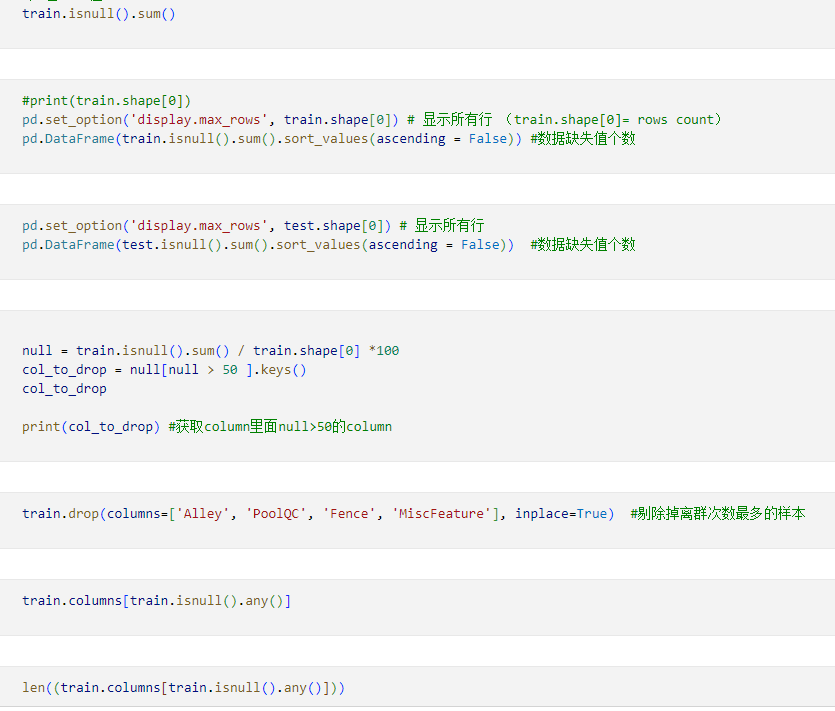 train.isnull().sum()
#print(train.shape[0])
pd.set_option('display.max_rows', train.shape[0]) # 显示所有行 （train.shape[0]= rows count）
pd.DataFrame(train.isnull().sum().sort_values(ascending = False)) #数据缺失值个数
pd.set_option('display.max_rows', test.shape[0]) # 显示所有行
pd.DataFrame(test.isnull().sum().sort_values(ascending = False))  #数据缺失值个数
null = train.isnull().sum() / train.shape[0] *100
col_to_drop = null[null > 50 ].keys()
col_to_drop
print(col_to_drop) #获取column里面null>50的column
train.drop(columns=['Alley', 'PoolQC', 'Fence', 'MiscFeature'], inplace=True)  #剔除掉离群次数最多的样本
train.columns[train.isnull().any()]
len((train.columns[train.isnull().any()]))